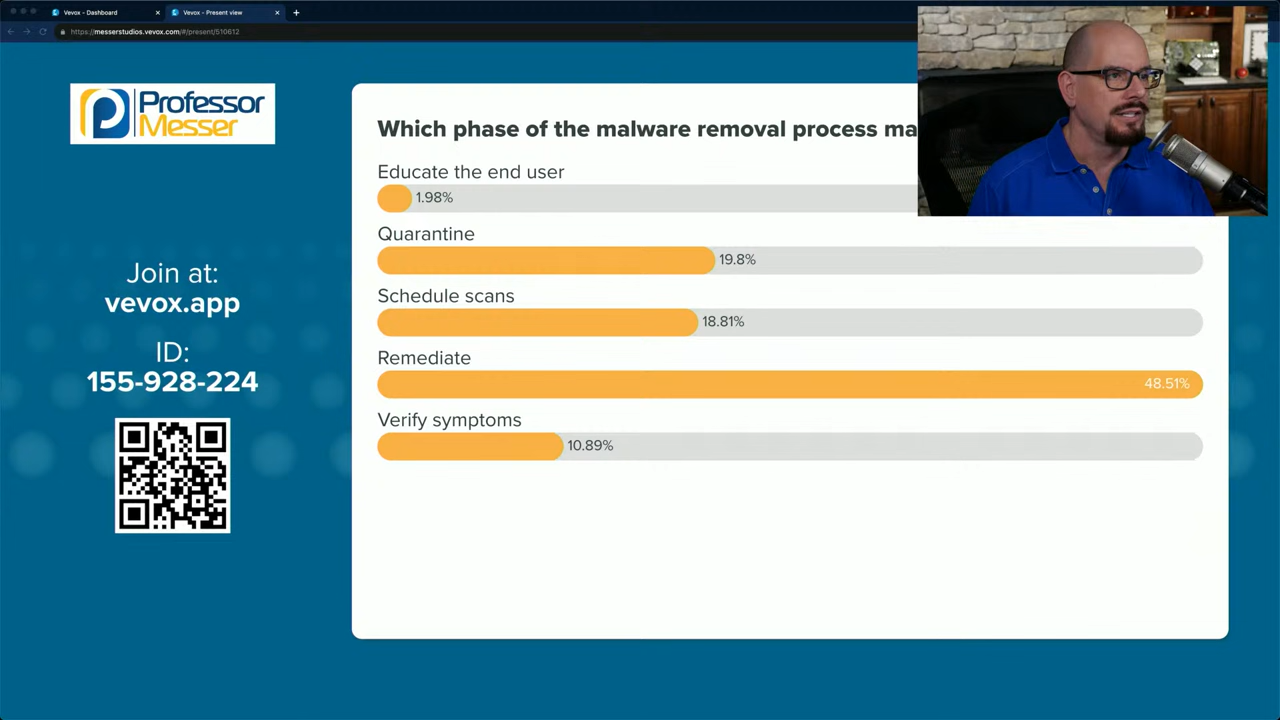 Vevox - Dashboard
Vevox - Present view
https://messerstudios.vevox.com/#/present/510612
Professor
Messer
Which phase of the malware removal process ma
Educate the end user
1.98%
Quarantine
19.8%
Join at:
vevox.app
Schedule scans
18.81%
ID:
155-928-224
Remediate
48.51%
Verify symptoms
10.89%